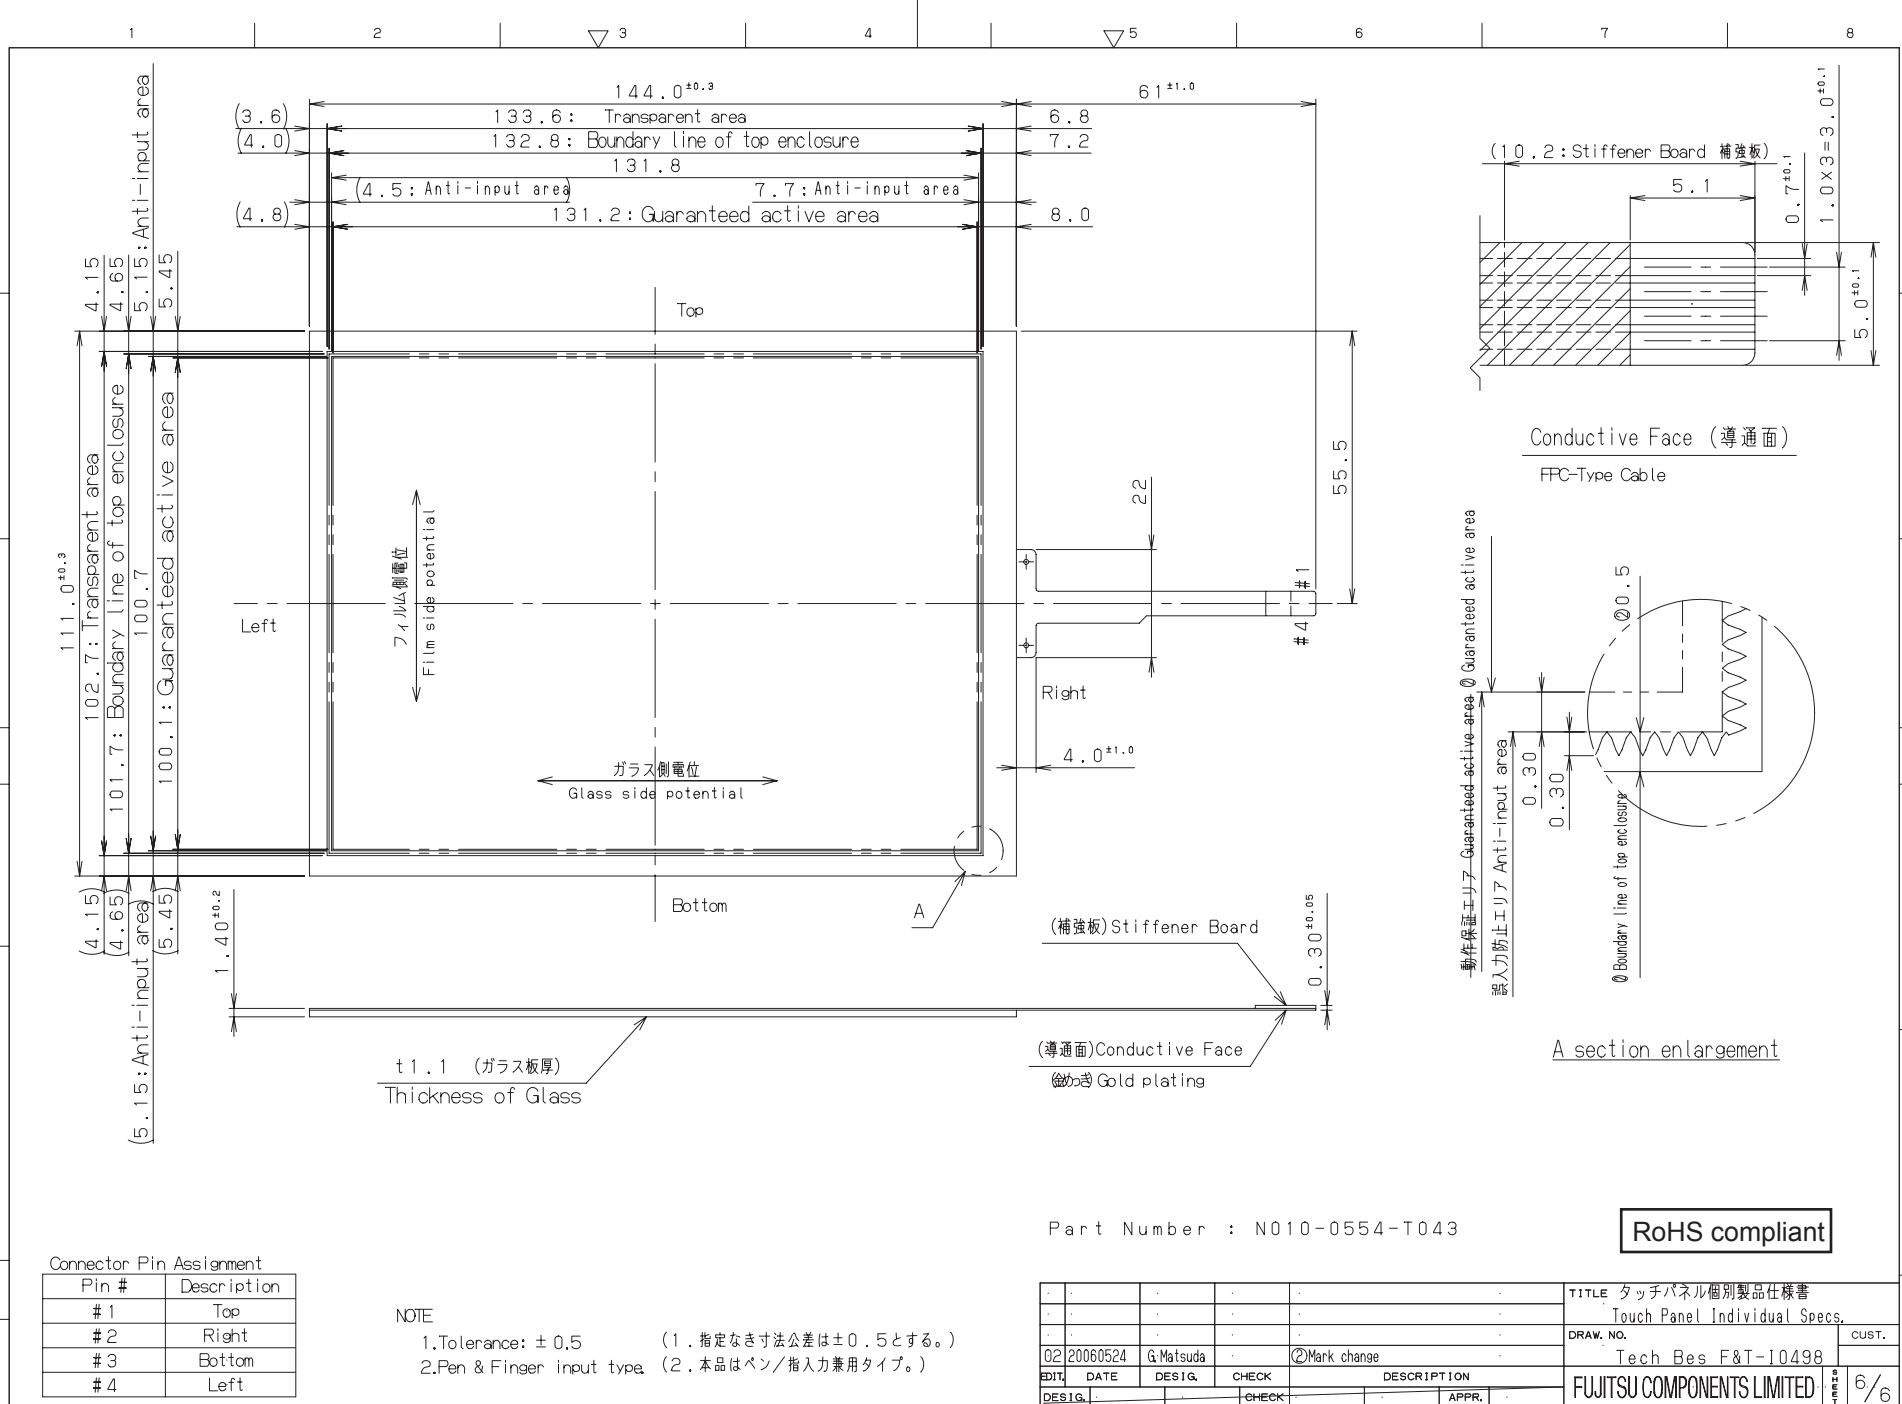 1 2 3 4 5 6 7 8
144.0±0.3
61±1.0
(3.6) 133.6: Transparent area 6.8
(4.0) 132.8: Boundary line of top enclosure 7.2
131.8
(4.5: Anti-input area) 7.7: Anti-input area
(4.8) 131.2: Guaranteed active area 8.0
4.15
4.65
5.15: Anti-input area
5.45
111.0±0.3
102.7: Transparent area
101.7: Boundary line of top enclosure
100.7
100.1: Guaranteed active area
(4.15)
(4.65)
(5.15: Anti-input area)
(5.45)
Top
Left
Right
Bottom
フィルム側電位
Film side potential
ガラス側電位
Glass side potential
22
55.5
#1
#4
4.0±1.0
A
1.40±0.2
t1.1 (ガラス板厚)
Thickness of Glass
(補強板)Stiffener Board
0.30±0.05
(導通面)Conductive Face
(金めっき)Gold plating
(10.2:Stiffener Board 補強板)
5.1
0.7±0.1
1.0X3=3.0±0.1
5.0±0.1
Conductive Face (導通面)
FPC-Type Cable
動作保証エリア Guaranteed active area ② Guaranteed active area
誤入力防止エリア Anti-input area
0.30
0.30
②0.5
② Boundary line of top enclosure
A section enlargement
Part Number : N010-0554-T043
RoHS compliant
Connector Pin Assignment
Pin # Description
#1 Top
#2 Right
#3 Bottom
#4 Left
NOTE
1.Tolerance: ±0.5 (1.指定なき寸法公差は±0.5とする。)
2.Pen & Finger input type. (2.本品はペン/指入力兼用タイプ。)
02 20060524 G.Matsuda ②Mark change
EDIT. DATE DESIG. CHECK DESCRIPTION
DESIG. CHECK APPR.
TITLE タッチパネル個別製品仕様書
Touch Panel Individual Specs.
DRAW. NO. CUST.
Tech Bes F&T-I0498
FUJITSU COMPONENTS LIMITED SHEET 6/6